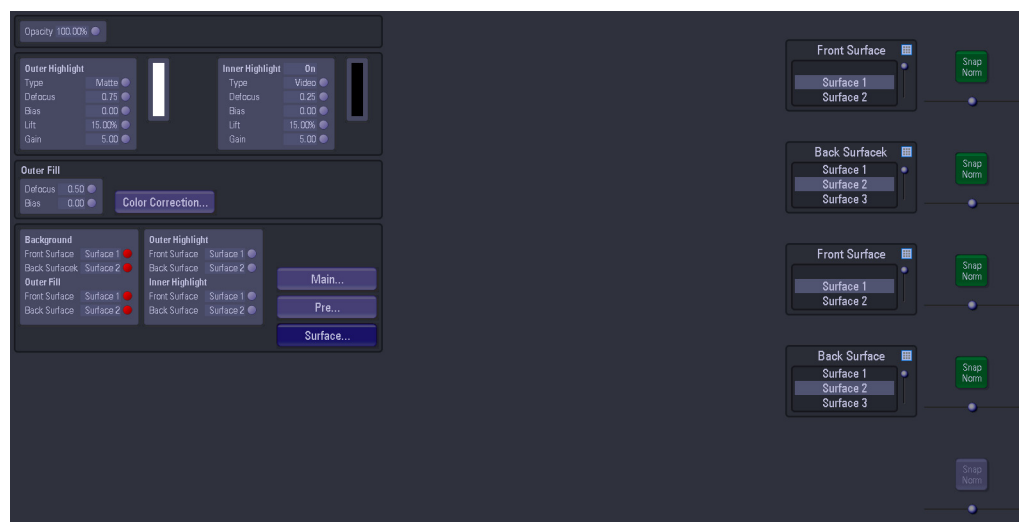 Opacity 100.00%
Outer Highlight
Type Matte
Defocus 0.75
Bias 0.00
Lift 15.00%
Gain 5.00
Inner Highlight On
Type Video
Defocus 0.25
Bias 0.00
Lift 15.00%
Gain 5.00
Outer Fill
Defocus 0.50
Bias 0.00
Color Correction...
Background
Front Surface Surface 1
Back Surfacek Surface 2
Outer Fill
Front Surface Surface 1
Back Surface Surface 2
Outer Highlight
Front Surface Surface 1
Back Surface Surface 2
Inner Highlight
Front Surface Surface 1
Back Surface Surface 2
Main...
Pre...
Surface...
Front Surface
Surface 1
Surface 2
Snap
Norm
Back Surfacek
Surface 1
Surface 2
Surface 3
Snap
Norm
Front Surface
Surface 1
Surface 2
Snap
Norm
Back Surface
Surface 1
Surface 2
Surface 3
Snap
Norm
Snap
Norm